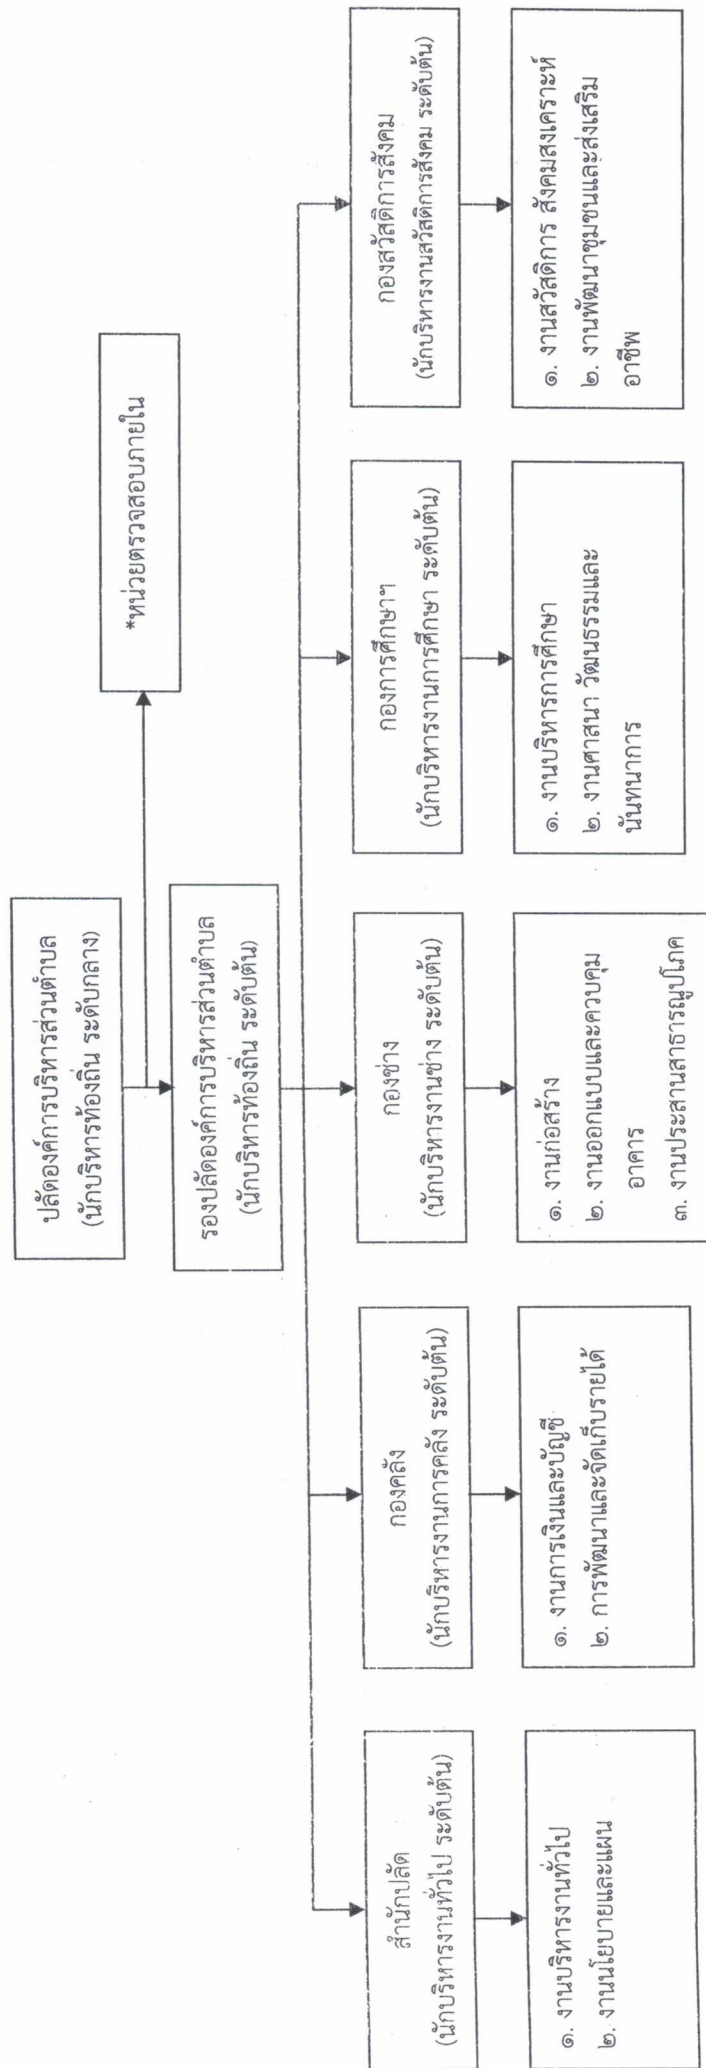 ปลัดองค์การบริหารส่วนตำบล
(นักบริหารท้องถิ่น ระดับกลาง)
*หน่วยตรวจสอบภายใน
รองปลัดองค์การบริหารส่วนตำบล
(นักบริหารท้องถิ่น ระดับต้น)
สำนักปลัด
(นักบริหารงานทั่วไป ระดับต้น)
กองคลัง
(นักบริหารงานการคลัง ระดับต้น)
กองช่าง
(นักบริหารงานช่าง ระดับต้น)
กองการศึกษาฯ
(นักบริหารงานการศึกษา ระดับต้น)
กองสวัสดิการสังคม
(นักบริหารงานสวัสดิการสังคม ระดับต้น)
๑. งานบริหารงานทั่วไป
๒. งานนโยบายและแผน
๑. งานการเงินและบัญชี
๒. การพัฒนาและจัดเก็บรายได้
๑. งานก่อสร้าง
๒. งานออกแบบและควบคุม
อาคาร
๓. งานประสานสาธารณูปโภค
๑. งานบริหารการศึกษา
๒. งานศาสนา วัฒนธรรมและ
นันทนาการ
๑. งานสวัสดิการ สังคมสงเคราะห์
๒. งานพัฒนาชุมชนและส่งเสริม
อาชีพ